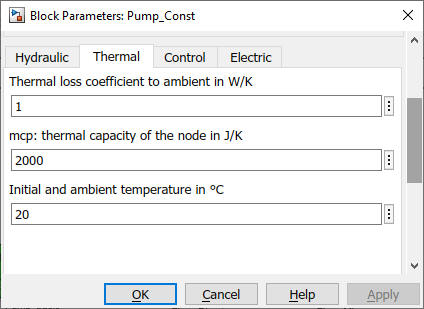 Block Parameters: Pump_Const
Hydraulic Thermal Control Electric
Thermal loss coefficient to ambient in W/K
1
mcp: thermal capacity of the node in J/K
2000
Initial and ambient temperature in ºC
20
OK Cancel Help Apply